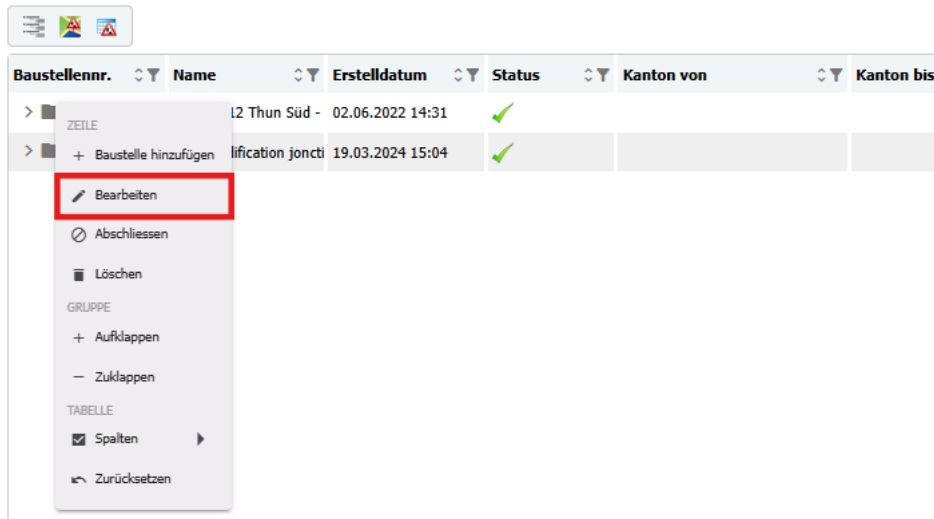 Baustellennr. Name Erstelldatum Status Kanton von Kanton bis
12 Thun Süd - 02.06.2022 14:31
lification joncti 19.03.2024 15:04
ZEILE
+ Baustelle hinzufügen
Bearbeiten
Abschliessen
Löschen
GRUPPE
+ Aufklappen
− Zuklappen
TABELLE
Spalten
Zurücksetzen